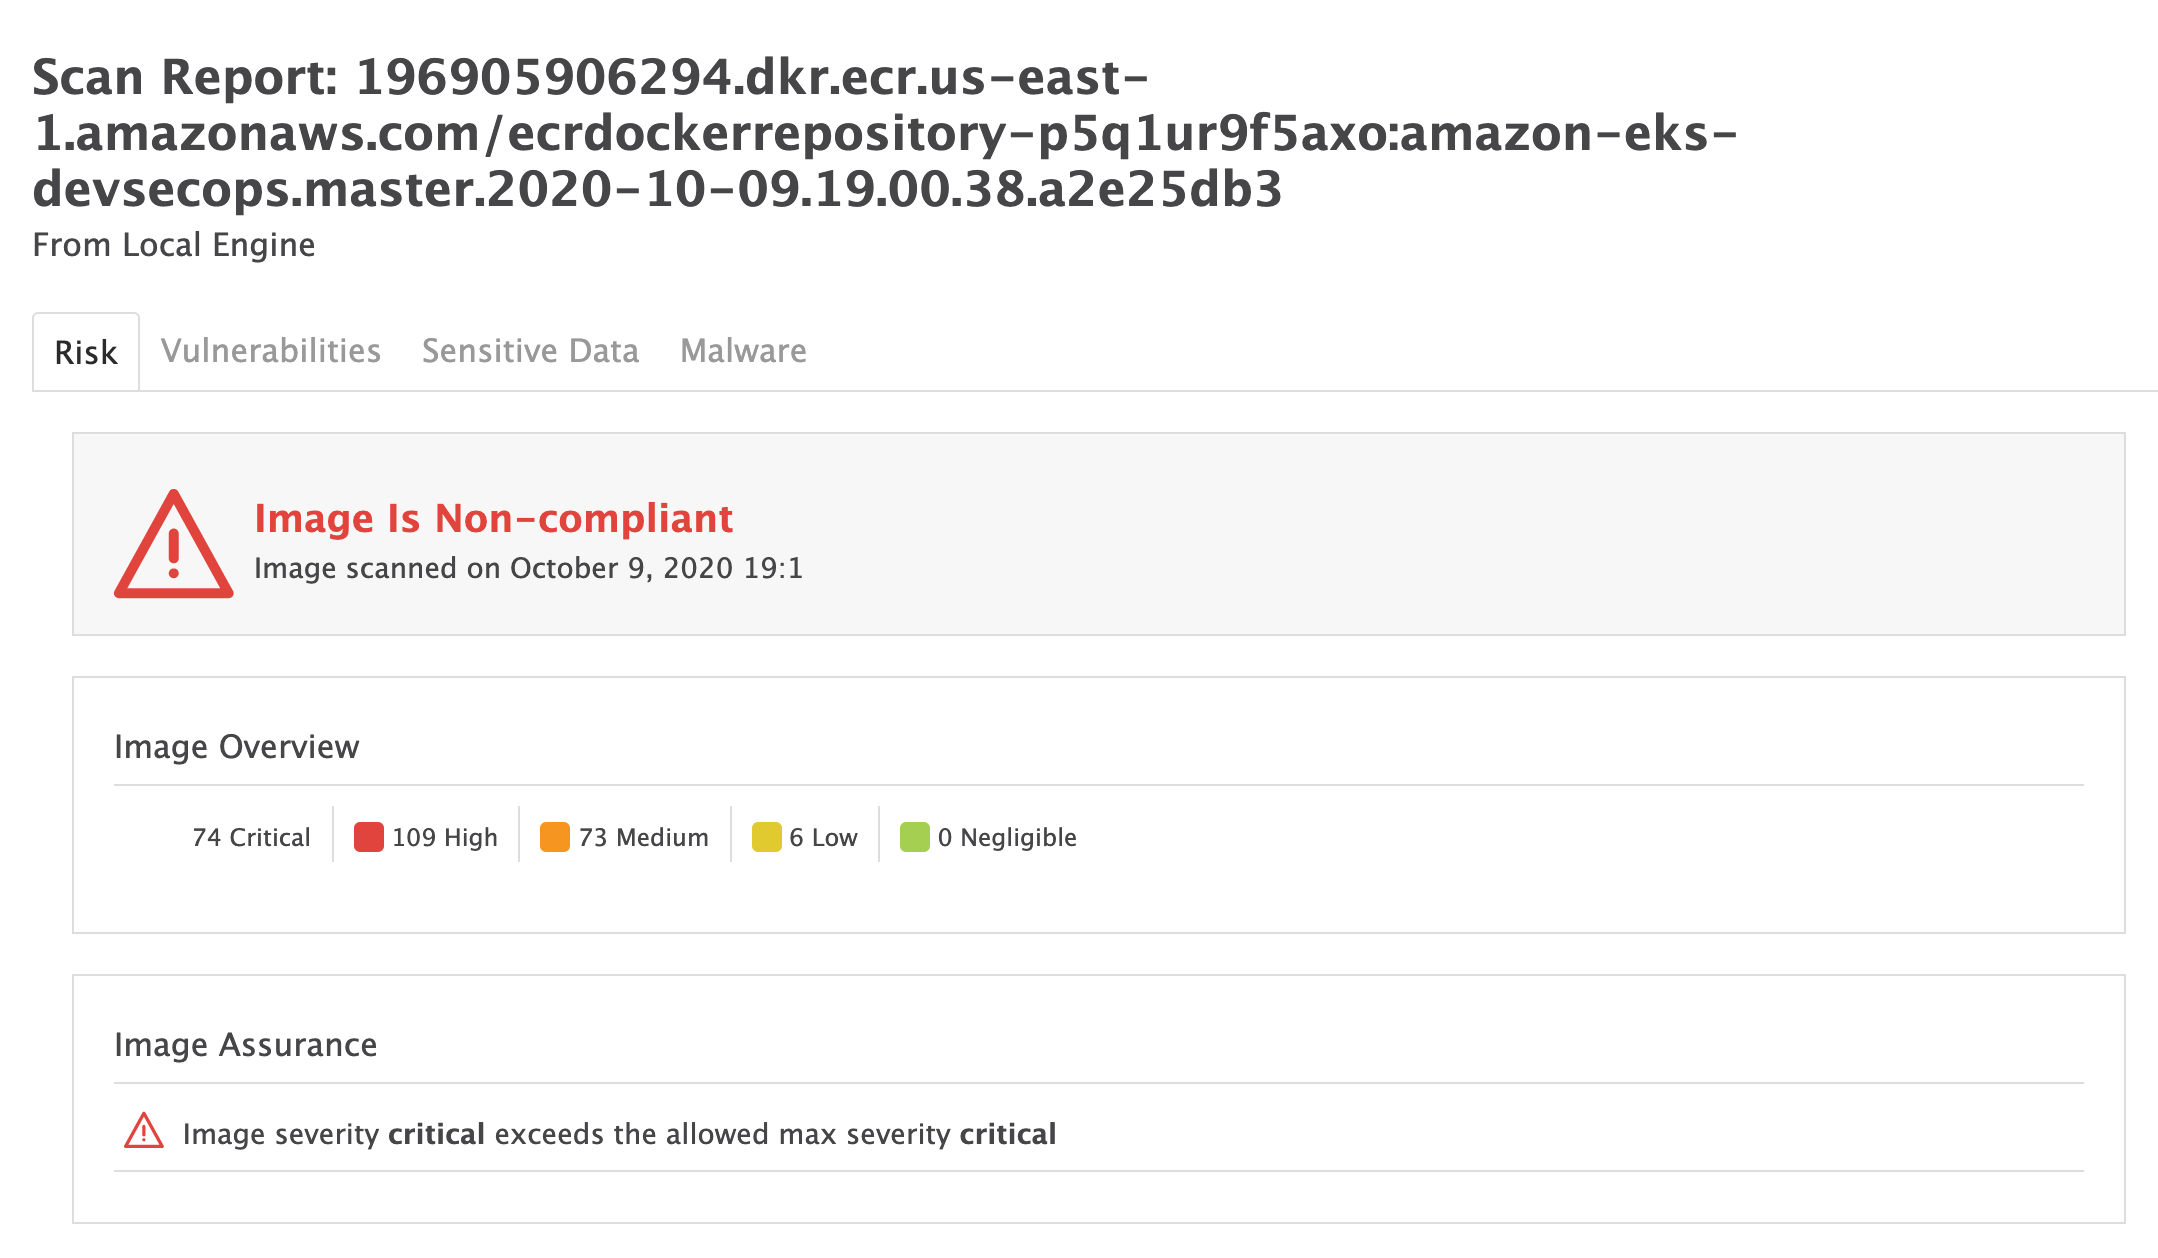 Scan Report: 196905906294.dkr.ecr.us-east-
1.amazonaws.com/ecrdockerrepository-p5q1ur9f5axo:amazon-eks-
devsecops.master.2020-10-09.19.00.38.a2e25db3
From Local Engine
Risk Vulnerabilities Sensitive Data Malware
Image Is Non-compliant
Image scanned on October 9, 2020 19:1
Image Overview
74 Critical 109 High 73 Medium 6 Low 0 Negligible
Image Assurance
Image severity critical exceeds the allowed max severity critical